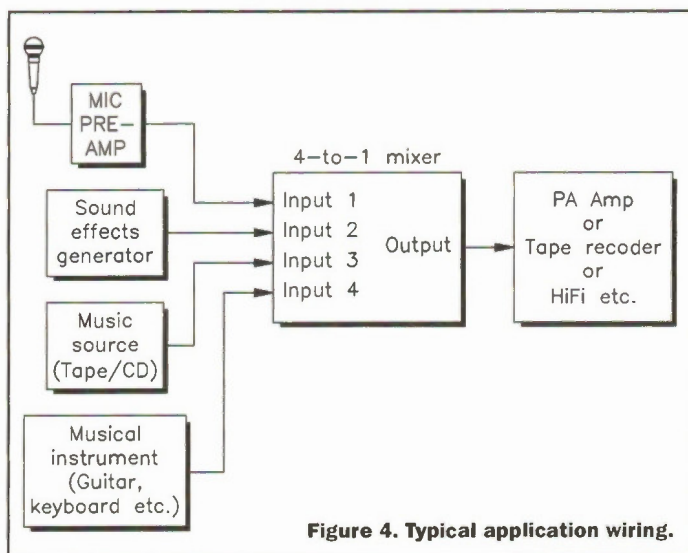 MIC
PRE-
AMP
Sound
effects
generator
Music
source
(Tape/CD)
Musical
instrument
(Guitar,
keyboard etc.)
4-to-1 mixer
Input 1
Input 2
Input 3
Input 4
Output
PA Amp
or
Tape recoder
or
HiFi etc.
Figure 4. Typical application wiring.